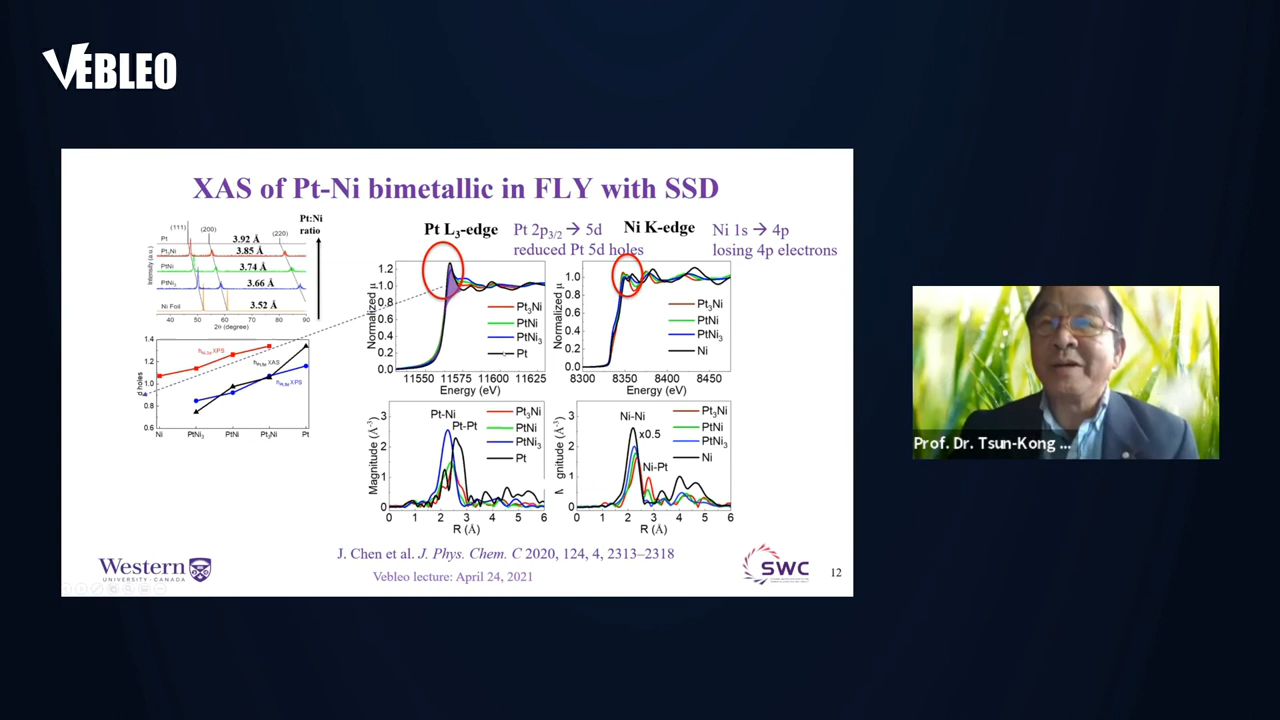 VEBLEO
XAS of Pt-Ni bimetallic in FLY with SSD
Pt:Ni
ratio
(111)
(200)
(220)
Pt
3.92 Å
Pt3Ni
3.85 Å
PtNi
3.74 Å
PtNi3
3.66 Å
Ni Foil
3.52 Å
Intensity (a.u.)
40 50 60 70 80 90
2Θ (degree)
Pt L3-edge
Pt 2p3/2 → 5d
reduced Pt 5d holes
Ni K-edge
Ni 1s → 4p
losing 4p electrons
1.2
1.0
0.8
0.6
0.4
0.2
0.0
Normalized μ
Pt3Ni
PtNi
PtNi3
Pt
11550 11575 11600 11625
Energy (eV)
1.0
0.8
0.6
0.4
0.2
0.0
Normalized μ
Pt3Ni
PtNi
PtNi3
Ni
8300 8350 8400 8450
Energy (eV)
1.4
1.2
1.0
0.8
0.6
d holes
hNi3d XPS
hPt5d XAS
hPt5d XPS
Ni PtNi3 PtNi Pt3Ni Pt
3
2
1
0
Magnitude (Å-3)
Pt-Ni
Pt-Pt
Pt3Ni
PtNi
PtNi3
Pt
0 1 2 3 4 5 6
R (Å)
3
2
1
0
M gnitude (Å-3)
Ni-Ni
x0.5
Ni-Pt
Pt3Ni
PtNi
PtNi3
Ni
0 1 2 3 4 5 6
R (Å)
J. Chen et al. J. Phys. Chem. C 2020, 124, 4, 2313–2318
Western
UNIVERSITY · CANADA
Vebleo lecture: April 24, 2021
SWC
12
Prof. Dr. Tsun-Kong ...